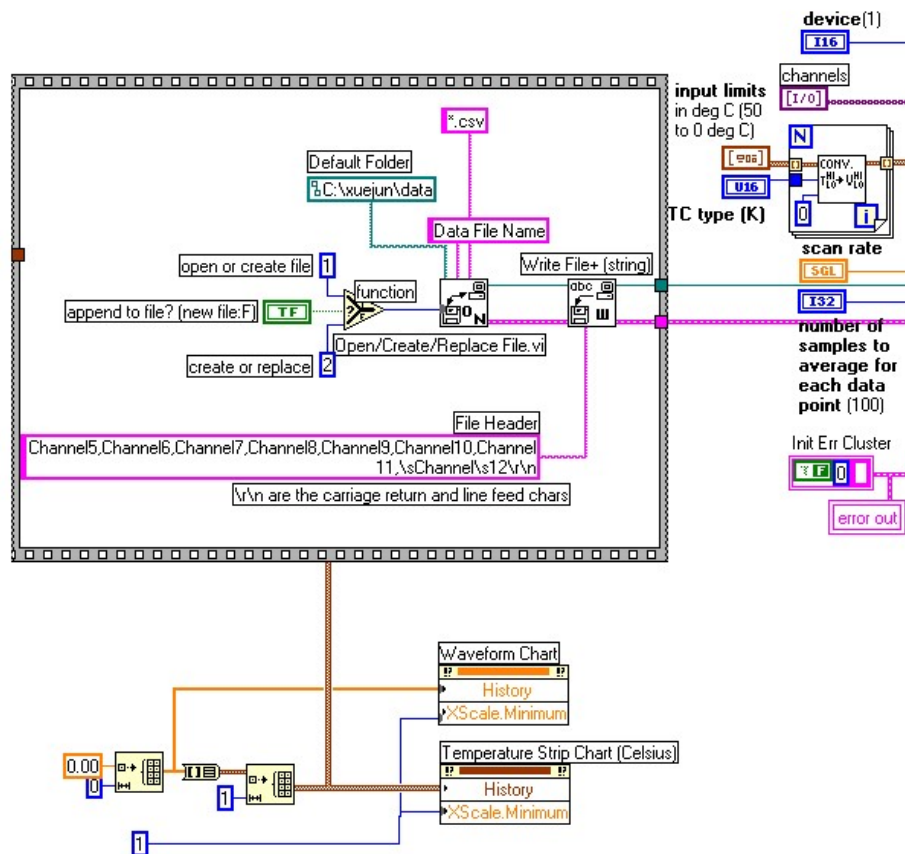 device(1)
I16
channels
[I/O]
input limits
in deg C (50
to 0 deg C)
N
CONV.
T HI LO → V HI LO
U16
0
i
TC type (K)
scan rate
SGL
I32
number of
samples to
average for
each data
point (100)
Init Err Cluster
F 0
error out
*.csv
Default Folder
C:\xuejun\data
Data File Name
Write File+ (string)
open or create file
1
function
append to file? (new file:F)
TF
abc
O N
Open/Create/Replace File.vi
create or replace
2
File Header
Channel5,Channel6,Channel7,Channel8,Channel9,Channel10,Channel
11,\sChannel\s12\r\n
\r\n are the carriage return and line feed chars
Waveform Chart
History
XScale.Minimum
Temperature Strip Chart (Celsius)
History
XScale.Minimum
0.00
0
1
1